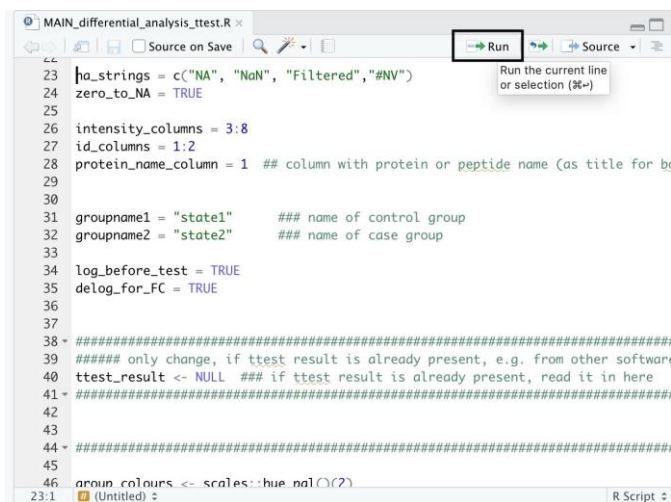 MAIN_differential_analysis_ttest.R ×
Source on Save
Run
Source
Run the current line
or selection (⌘↵)
22
23 na_strings = c("NA", "NaN", "Filtered","#NV")
24 zero_to_NA = TRUE
25
26 intensity_columns = 3:8
27 id_columns = 1:2
28 protein_name_column = 1 ## column with protein or peptide name (as title for bo
29
30
31 groupname1 = "state1" ### name of control group
32 groupname2 = "state2" ### name of case group
33
34 log_before_test = TRUE
35 delog_for_FC = TRUE
36
37
38 ################################################################################
39 ###### only change, if ttest result is already present, e.g. from other software
40 ttest_result <- NULL ### if ttest result is already present, read it in here
41 ################################################################################
42
43
44 ################################################################################
45
46 group_colours <- scales::hue_pal()(2)
23:1 # (Untitled) R Script